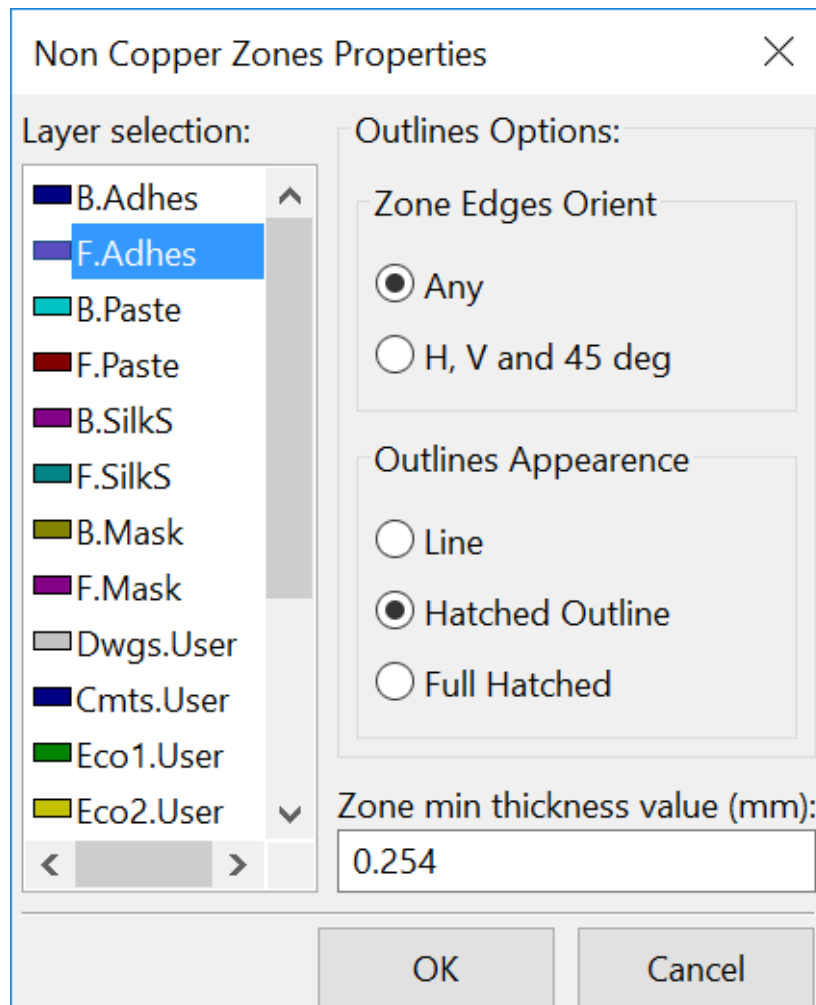 Non Copper Zones Properties
Layer selection:
B.Adhes
F.Adhes
B.Paste
F.Paste
B.SilkS
F.SilkS
B.Mask
F.Mask
Dwgs.User
Cmts.User
Eco1.User
Eco2.User
Outlines Options:
Zone Edges Orient
Any
H, V and 45 deg
Outlines Appearence
Line
Hatched Outline
Full Hatched
Zone min thickness value (mm):
0.254
OK
Cancel